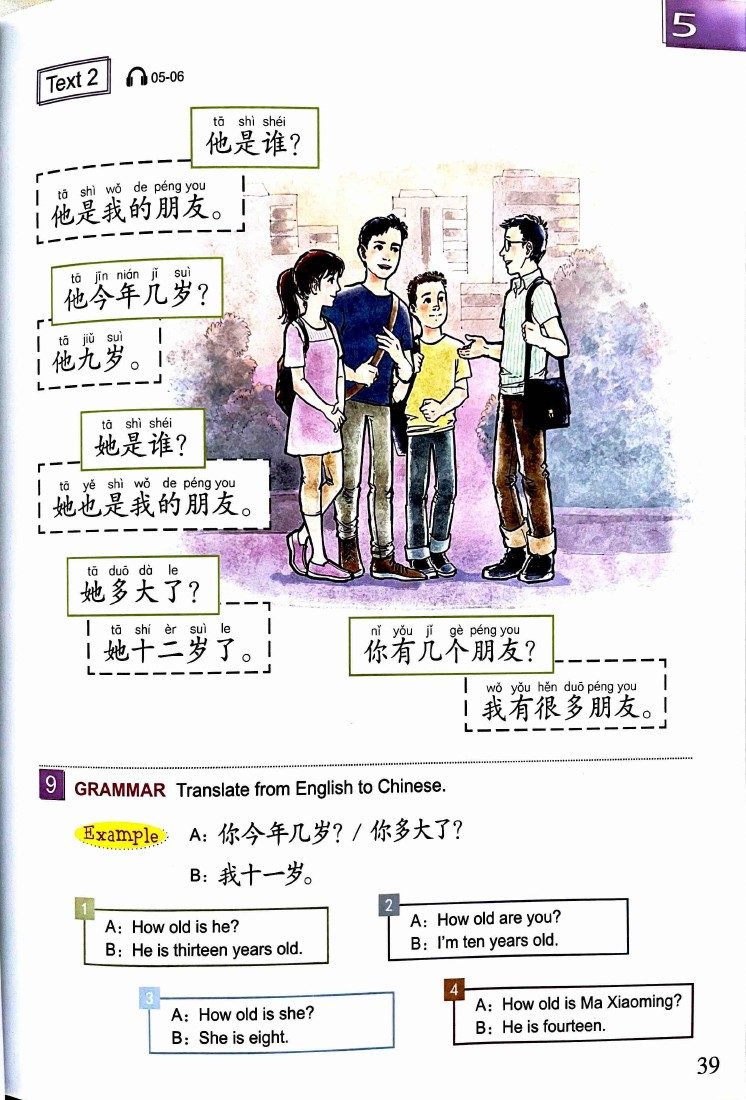 5
Text 2
05-06
tā shì shéi
他是谁？
tā shì wǒ de péng you
他是我的朋友。
tā jīn nián jǐ suì
他今年几岁？
tā jiǔ suì
他九岁。
tā shì shéi
她是谁？
tā yě shì wǒ de péng you
她也是我的朋友。
tā duō dà le
她多大了？
tā shí èr suì le
她十二岁了。
nǐ yǒu jǐ gè péng you
你有几个朋友？
wǒ yǒu hěn duō péng you
我有很多朋友。
9 GRAMMAR Translate from English to Chinese.
Example A: 你今年几岁？/ 你多大了？
B: 我十一岁。
1
A: How old is he?
B: He is thirteen years old.
2
A: How old are you?
B: I'm ten years old.
3
A: How old is she?
B: She is eight.
4
A: How old is Ma Xiaoming?
B: He is fourteen.
39